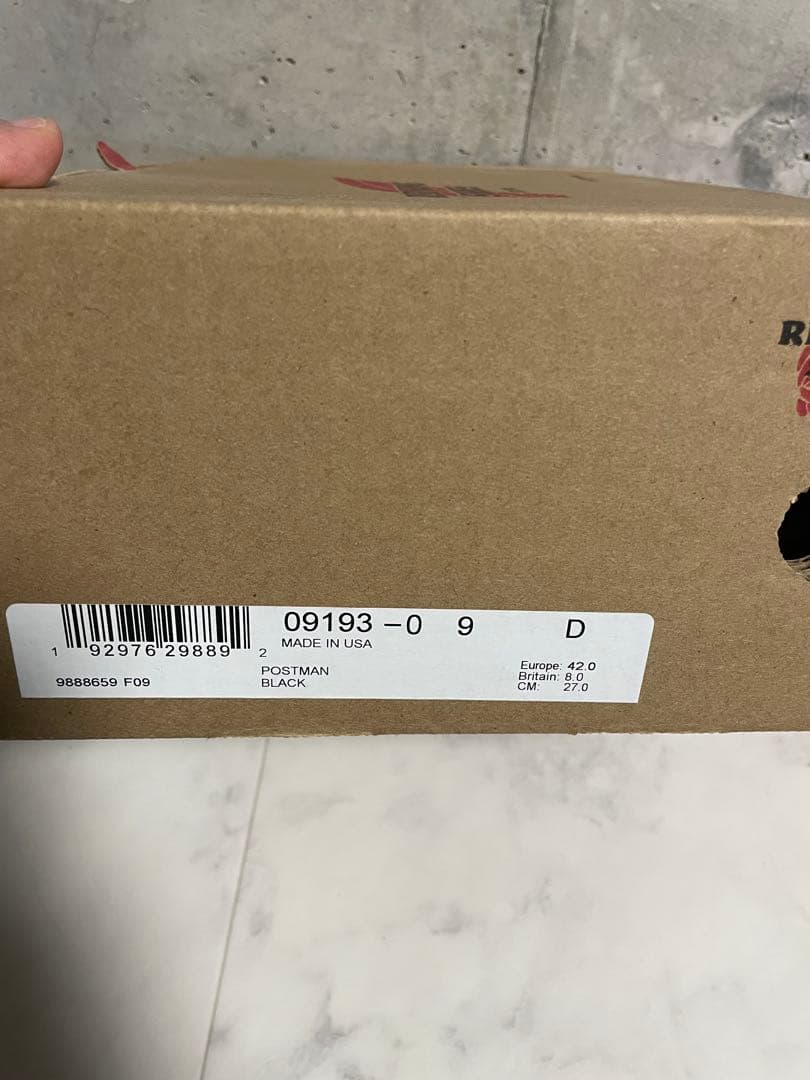 09193 – 0 9 D
MADE IN USA
1 92976 29889 2
POSTMAN
BLACK
9888659 F09
Europe: 42.0
Britain: 8.0
CM: 27.0